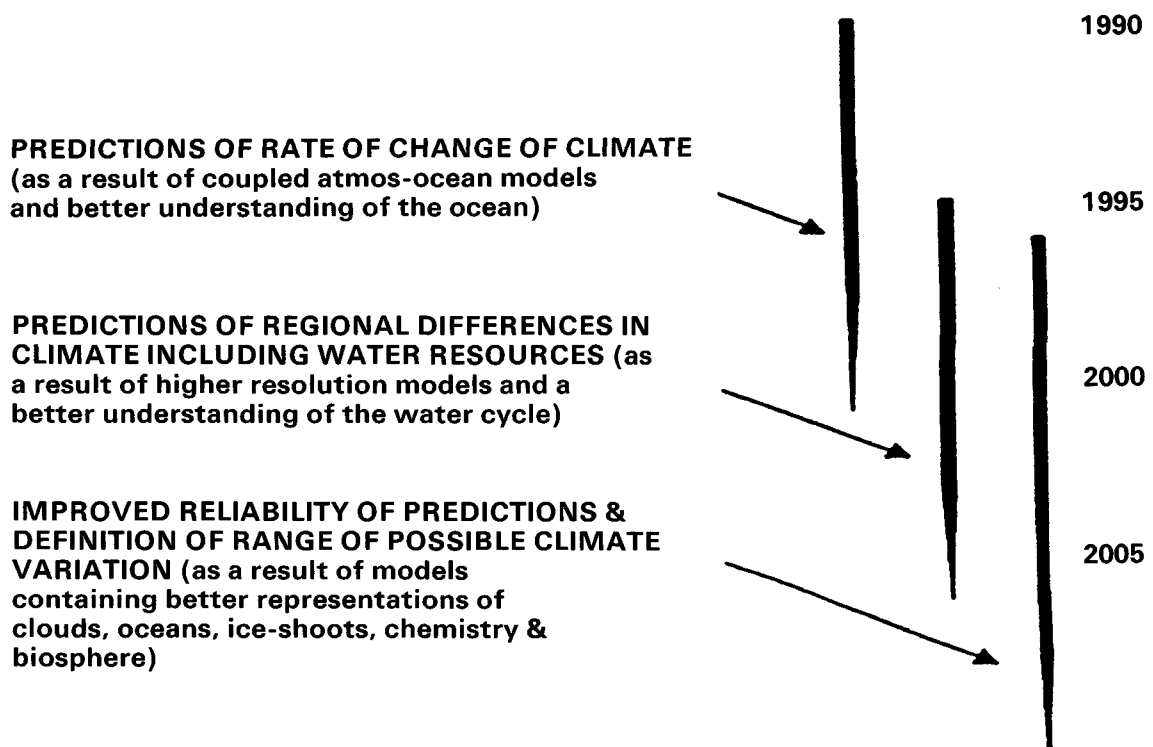 1990
PREDICTIONS OF RATE OF CHANGE OF CLIMATE
(as a result of coupled atmos-ocean models
and better understanding of the ocean)
1995
PREDICTIONS OF REGIONAL DIFFERENCES IN
CLIMATE INCLUDING WATER RESOURCES (as
a result of higher resolution models and a
better understanding of the water cycle)
2000
IMPROVED RELIABILITY OF PREDICTIONS &
DEFINITION OF RANGE OF POSSIBLE CLIMATE
VARIATION (as a result of models
containing better representations of
clouds, oceans, ice-shoots, chemistry &
biosphere)
2005